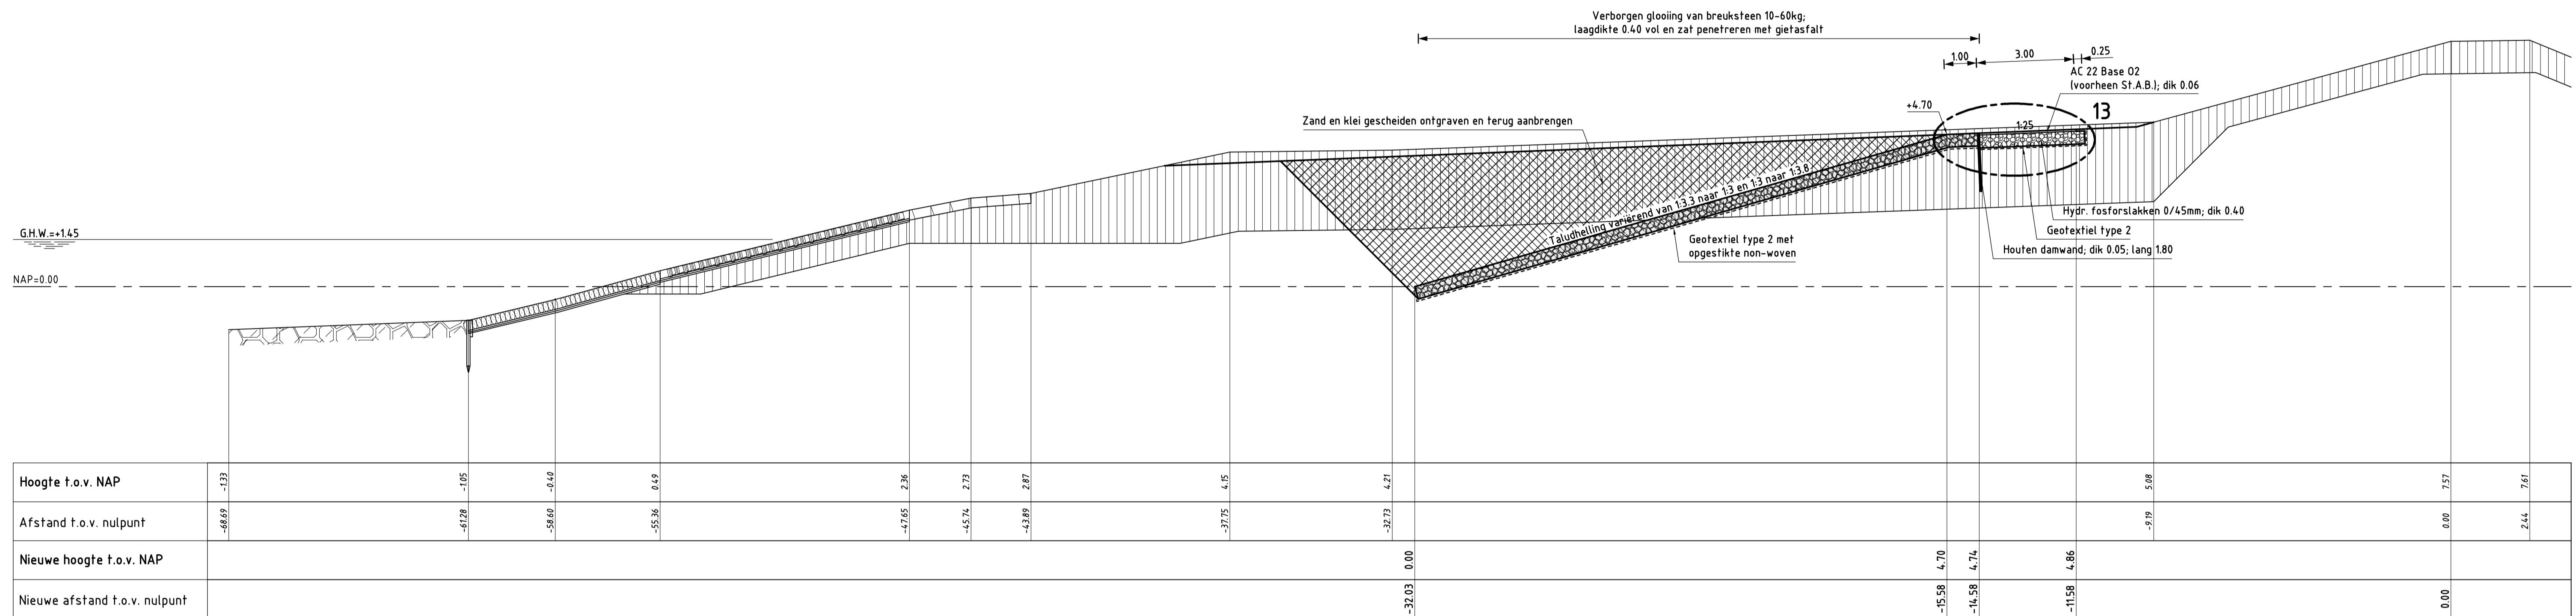 Verborgen glooiing van breuksteen 10-60kg;
laagdikte 0.40 vol en zat penetreren met gietasfalt
1.00
3.00
0.25
AC 22 Base O2
(voorheen St.A.B.); dik 0.06
+4.70
13
Zand en klei gescheiden ontgraven en terug aanbrengen
1:25
Taludhelling variërend van 1:3.3 naar 1:3 en 1:3 naar 1:3.8
Hydr. fosforslakken 0/45mm; dik 0.40
Geotextiel type 2
Houten damwand; dik 0.05; lang 1.80
Geotextiel type 2 met
opgestikte non-woven
G.H.W.=+1.45
NAP=0.00
Hoogte t.o.v. NAP
-1.33 -1.05 -0.40 0.49 2.36 2.73 2.87 4.15 4.21 5.08 7.57 7.61
Afstand t.o.v. nulpunt
-68.69 -61.28 -58.60 -55.36 -47.65 -45.74 -43.89 -37.75 -32.73 -9.19 0.00 2.44
Nieuwe hoogte t.o.v. NAP
0.00 4.70 4.74 4.86
Nieuwe afstand t.o.v. nulpunt
-32.03 -15.58 -14.58 -11.58 0.00